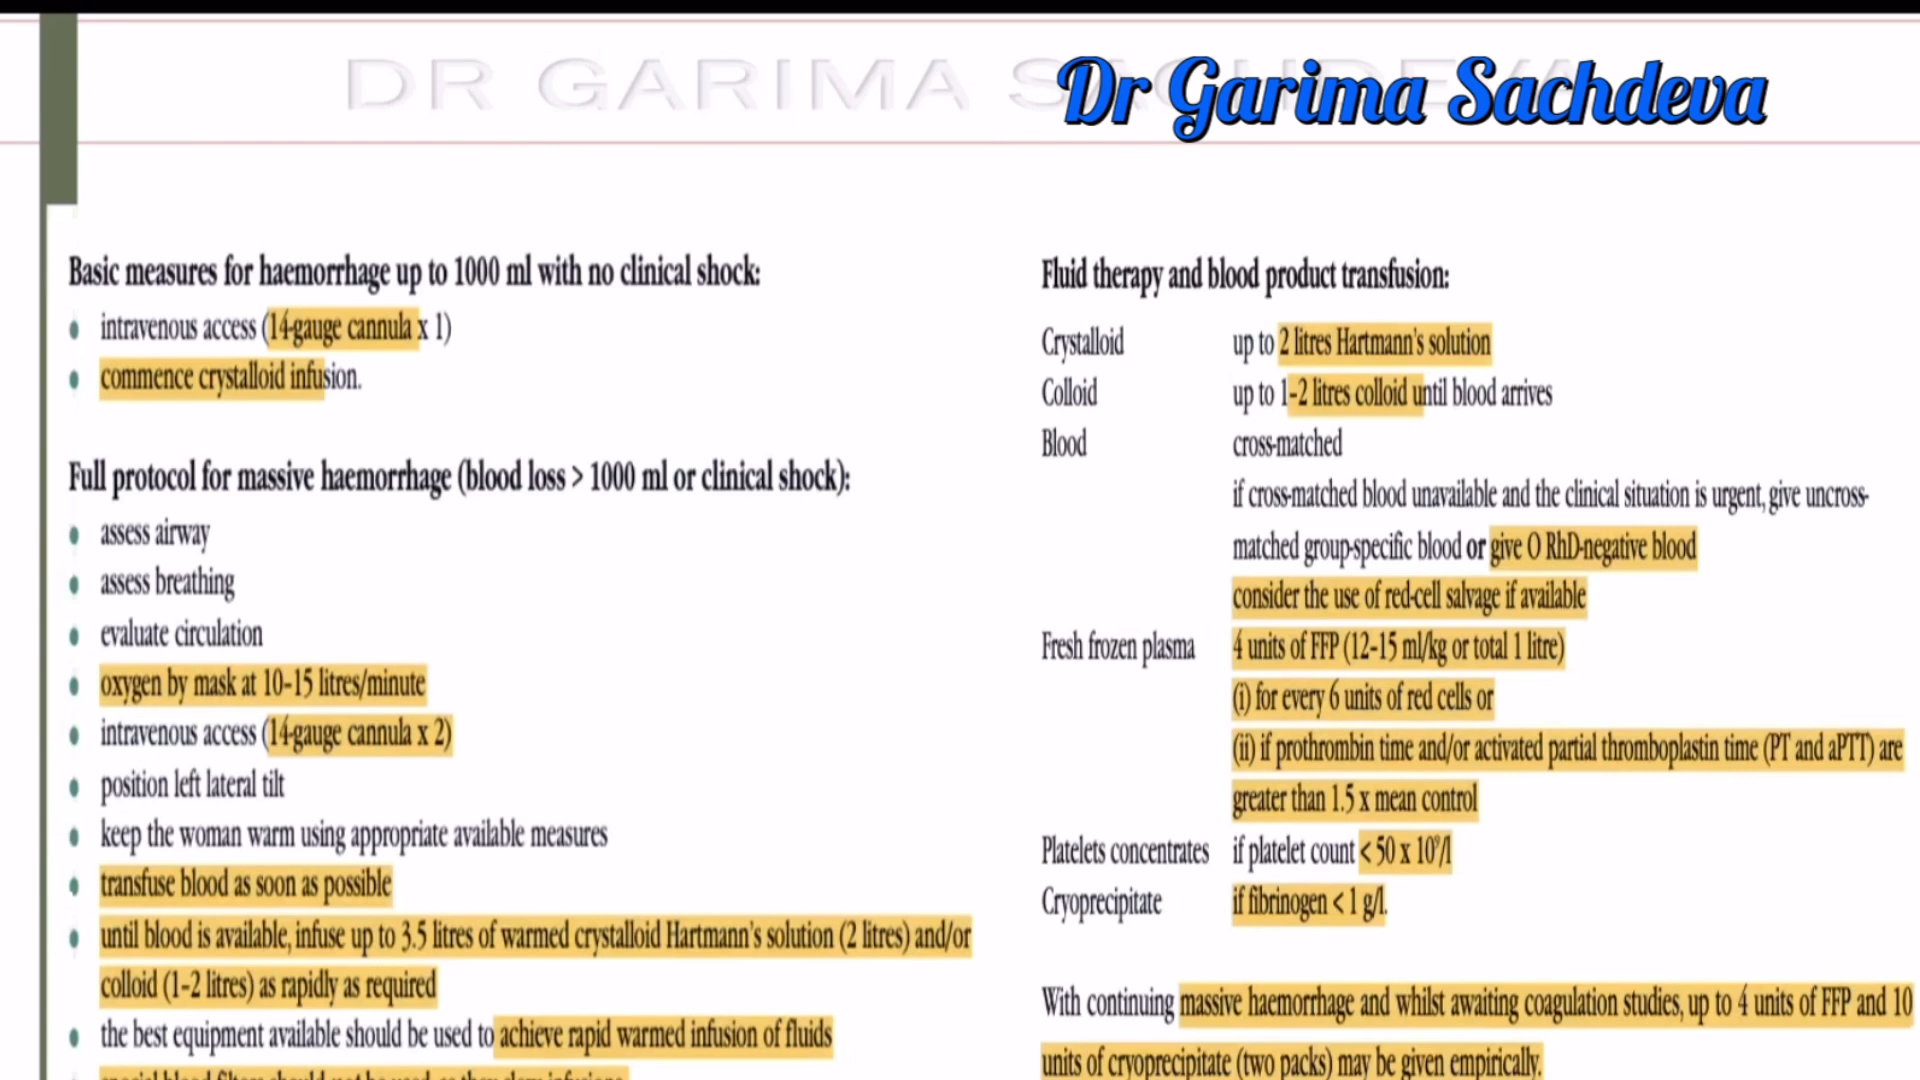 DR GARIMA SACHDEVA
Dr Garima Sachdeva
Basic measures for haemorrhage up to 1000 ml with no clinical shock:
• intravenous access (14-gauge cannula x 1)
• commence crystalloid infusion.
Full protocol for massive haemorrhage (blood loss > 1000 ml or clinical shock):
• assess airway
• assess breathing
• evaluate circulation
• oxygen by mask at 10–15 litres/minute
• intravenous access (14-gauge cannula x 2)
• position left lateral tilt
• keep the woman warm using appropriate available measures
• transfuse blood as soon as possible
• until blood is available, infuse up to 3.5 litres of warmed crystalloid Hartmann's solution (2 litres) and/or
colloid (1–2 litres) as rapidly as required
• the best equipment available should be used to achieve rapid warmed infusion of fluids
• special blood filters should not be used, as they slow infusions.
Fluid therapy and blood product transfusion:
Crystalloid up to 2 litres Hartmann's solution
Colloid up to 1–2 litres colloid until blood arrives
Blood cross-matched
if cross-matched blood unavailable and the clinical situation is urgent, give uncross-
matched group-specific blood or give O RhD-negative blood
consider the use of red-cell salvage if available
Fresh frozen plasma 4 units of FFP (12–15 ml/kg or total 1 litre)
(i) for every 6 units of red cells or
(ii) if prothrombin time and/or activated partial thromboplastin time (PT and aPTT) are
greater than 1.5 x mean control
Platelets concentrates if platelet count < 50 x 10⁹/l
Cryoprecipitate if fibrinogen < 1 g/l.
With continuing massive haemorrhage and whilst awaiting coagulation studies, up to 4 units of FFP and 10
units of cryoprecipitate (two packs) may be given empirically.